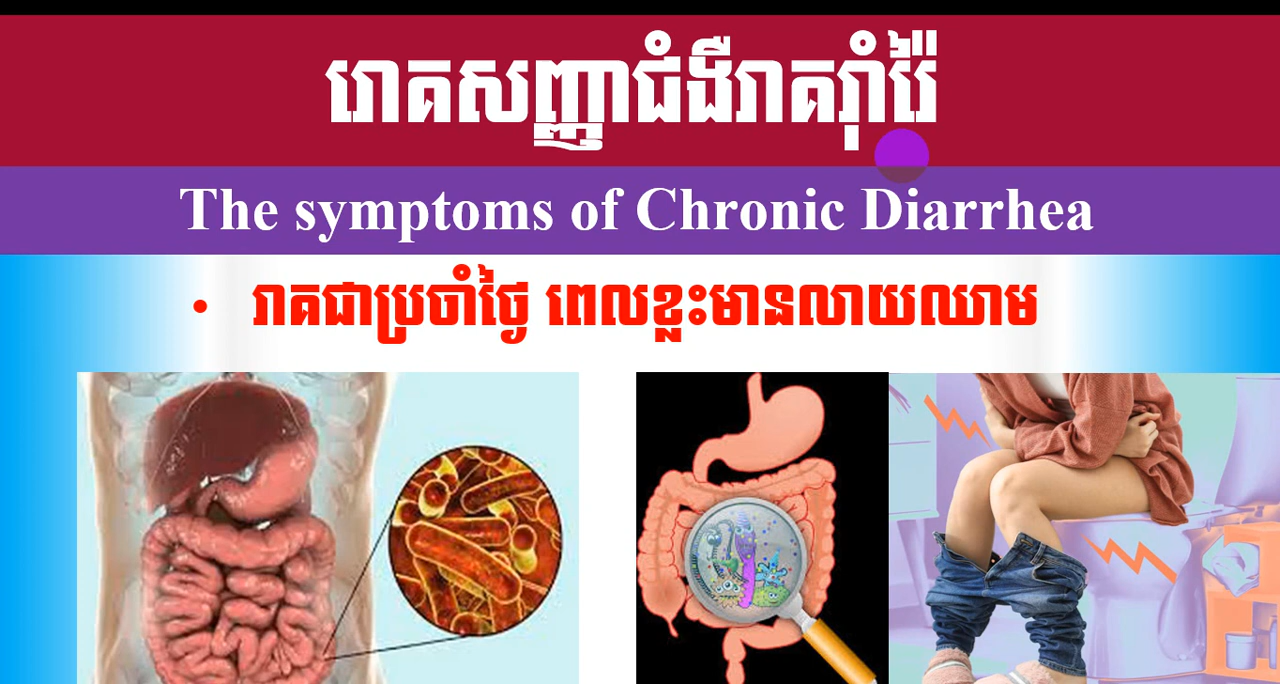 រោគសញ្ញាជំងឺរាគរ៉ាំរ៉ៃ
The symptoms of Chronic Diarrhea
• រាគជាប្រចាំថ្ងៃ ពេលខ្លះមានលាយឈាម